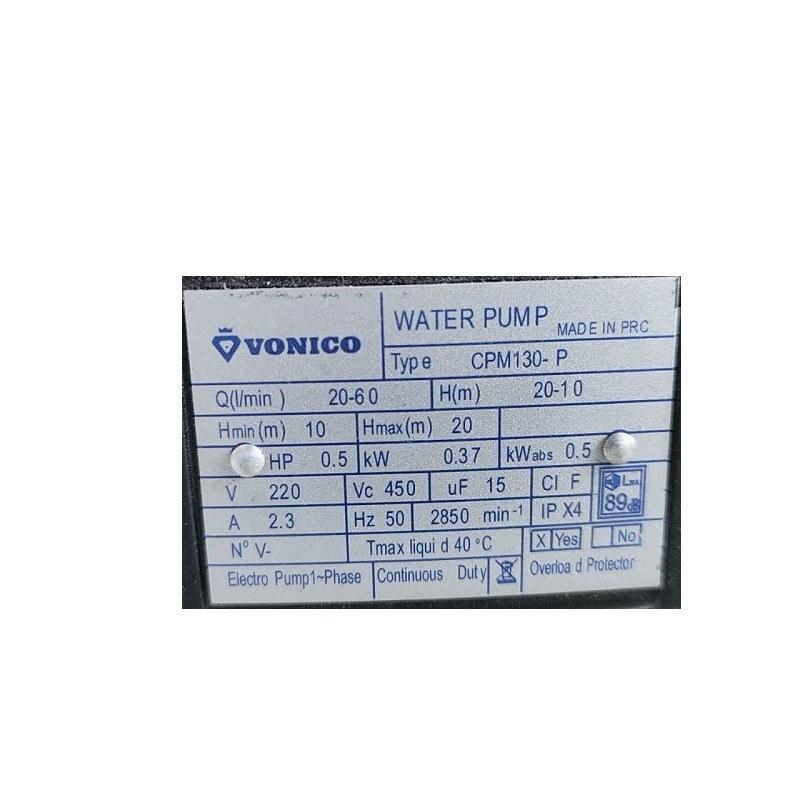 VONICO
WATER PUMP MADE IN PRC
Type CPM130- P
Q(l/min) 20-60 H(m) 20-10
Hmin(m) 10 Hmax(m) 20
HP 0.5 kW 0.37 kWabs 0.5
V 220 Vc 450 uF 15 Cl F LWA
A 2.3 Hz 50 2850 min-1 IP X4 89dB
N° V- Tmax liquid 40 °C X Yes No
Electro Pump1~Phase Continuous Duty Overload Protector